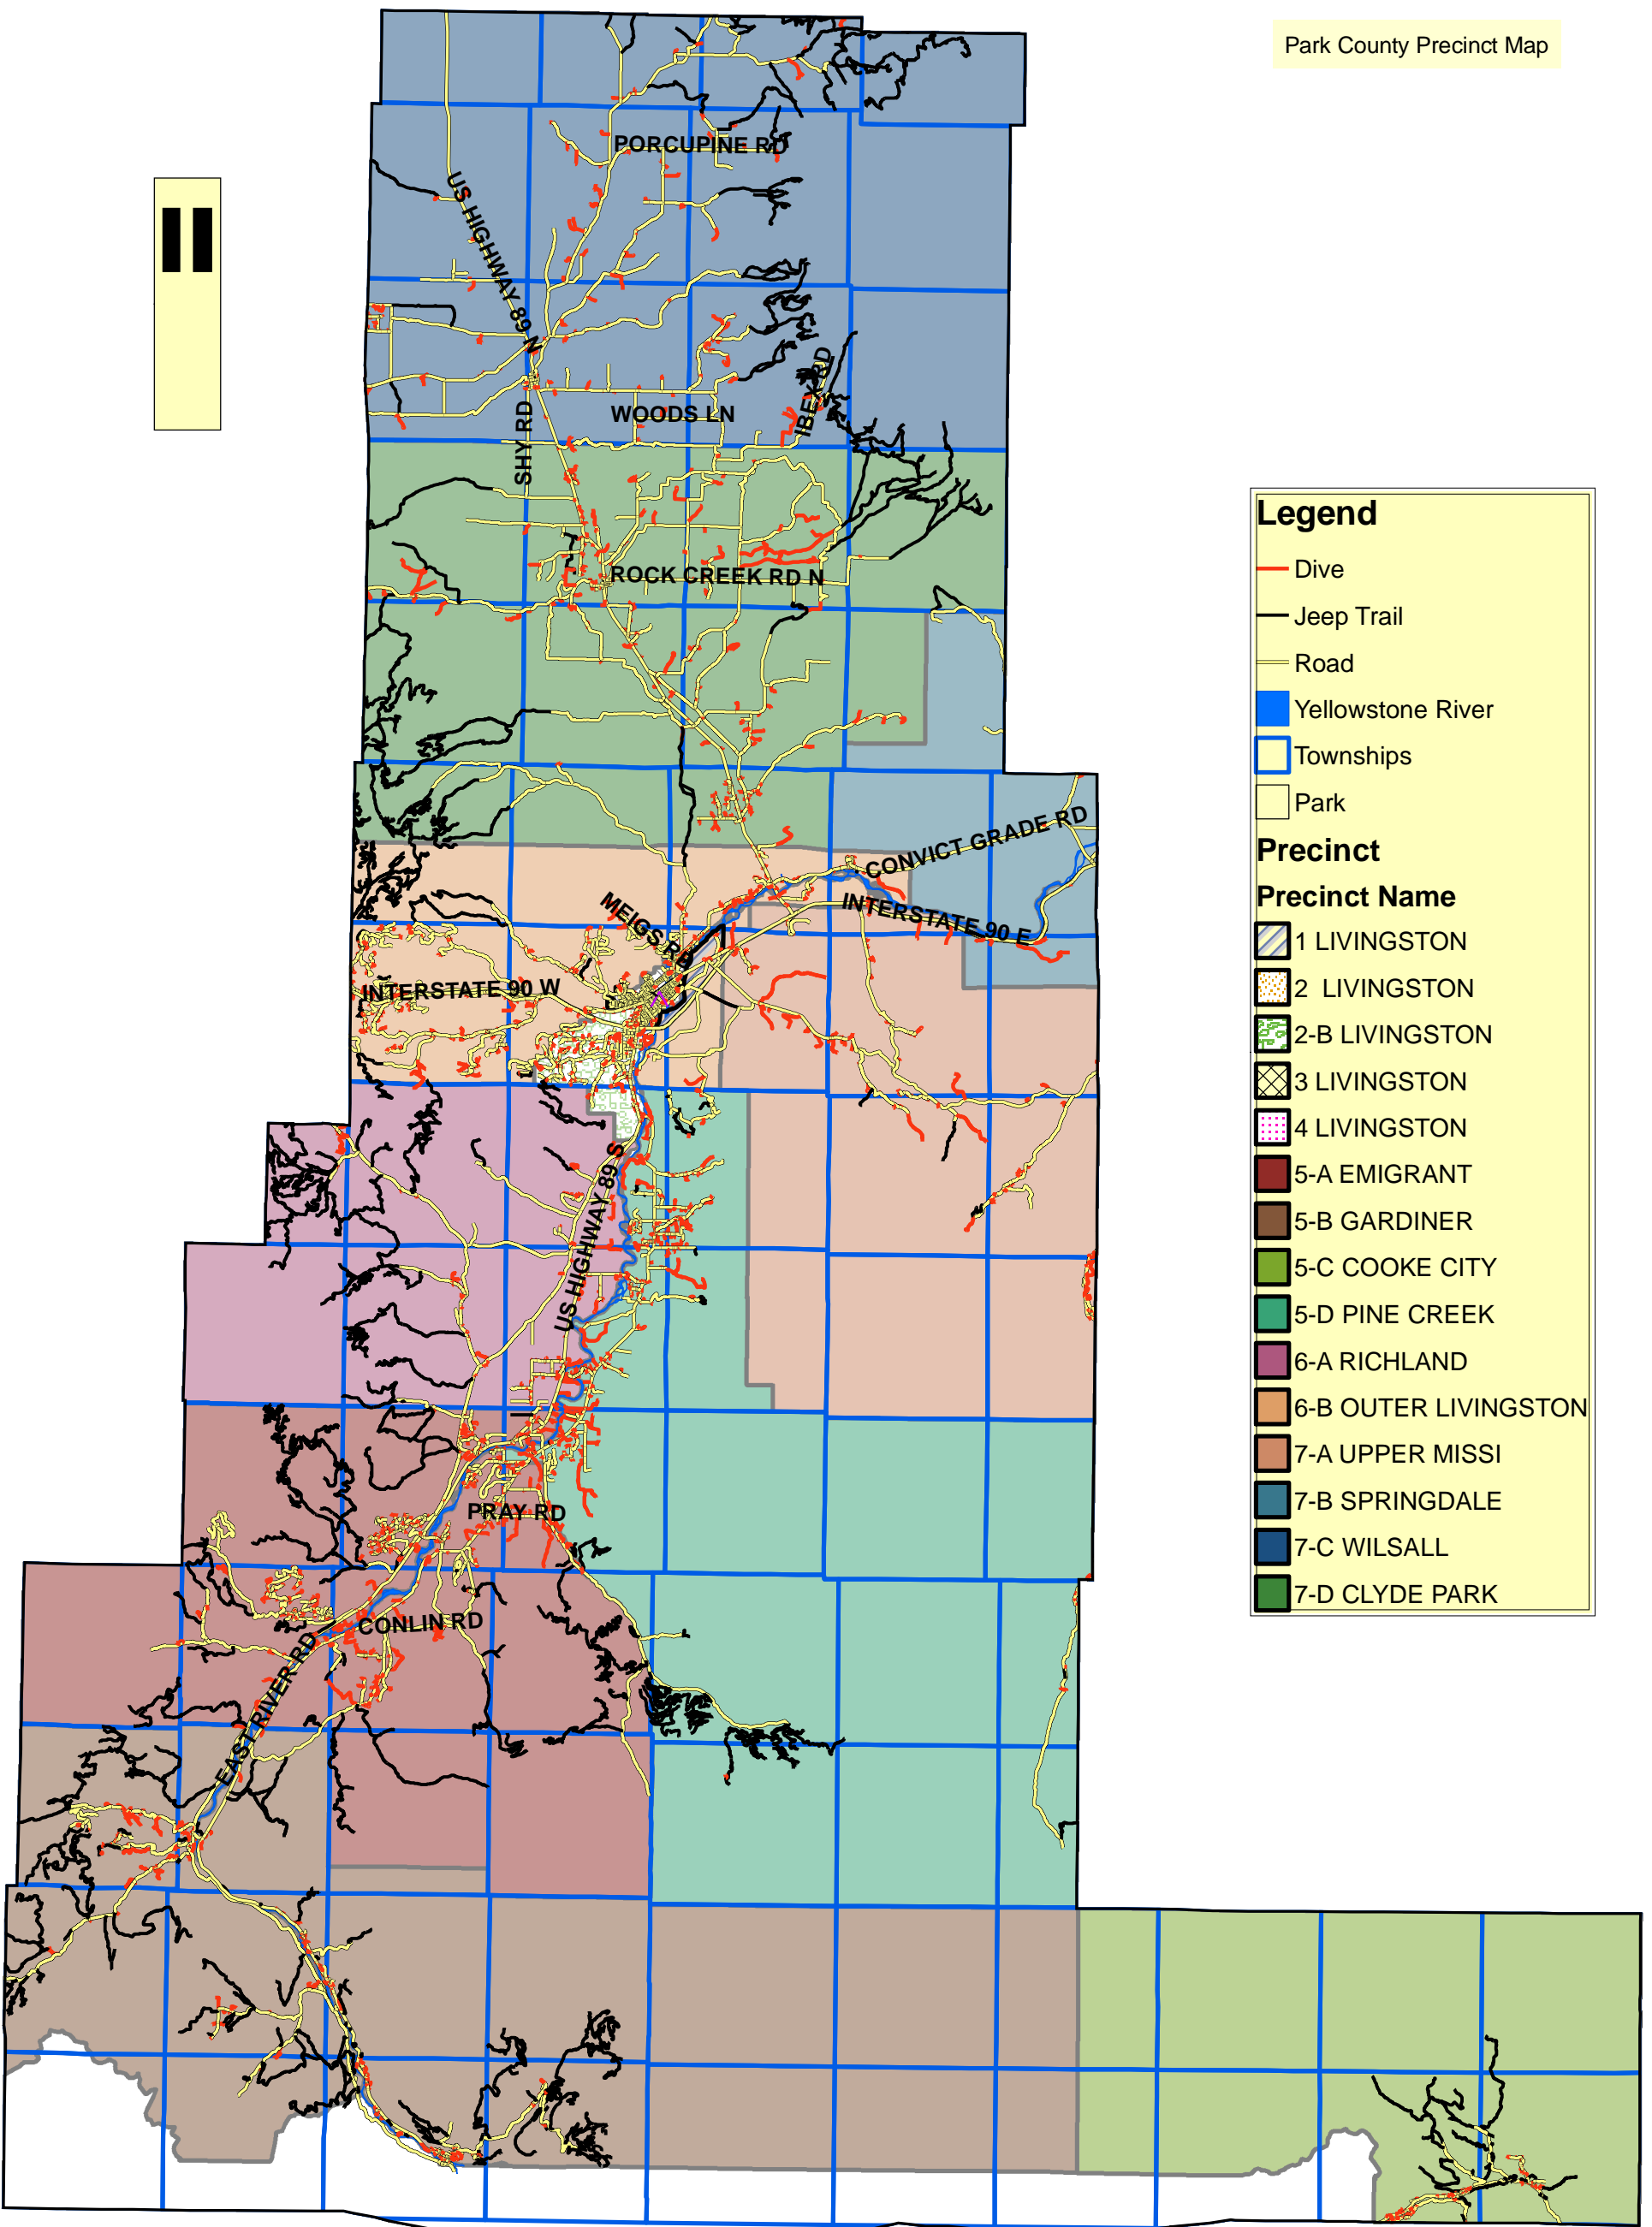 Park County Precinct Map
PORCUPINE RD
US HIGHWAY 89 N
IBEX RD
WOODS LN
SHY RD
ROCK CREEK RD N
CONVICT GRADE RD
MEIGS RD
INTERSTATE 90 E
INTERSTATE 90 W
US HIGHWAY 89 S
PRAY RD
CONLIN RD
EAST RIVER RD
Legend
Dive
Jeep Trail
Road
Yellowstone River
Townships
Park
Precinct
Precinct Name
1 LIVINGSTON
2 LIVINGSTON
2-B LIVINGSTON
3 LIVINGSTON
4 LIVINGSTON
5-A EMIGRANT
5-B GARDINER
5-C COOKE CITY
5-D PINE CREEK
6-A RICHLAND
6-B OUTER LIVINGSTON
7-A UPPER MISSI
7-B SPRINGDALE
7-C WILSALL
7-D CLYDE PARK